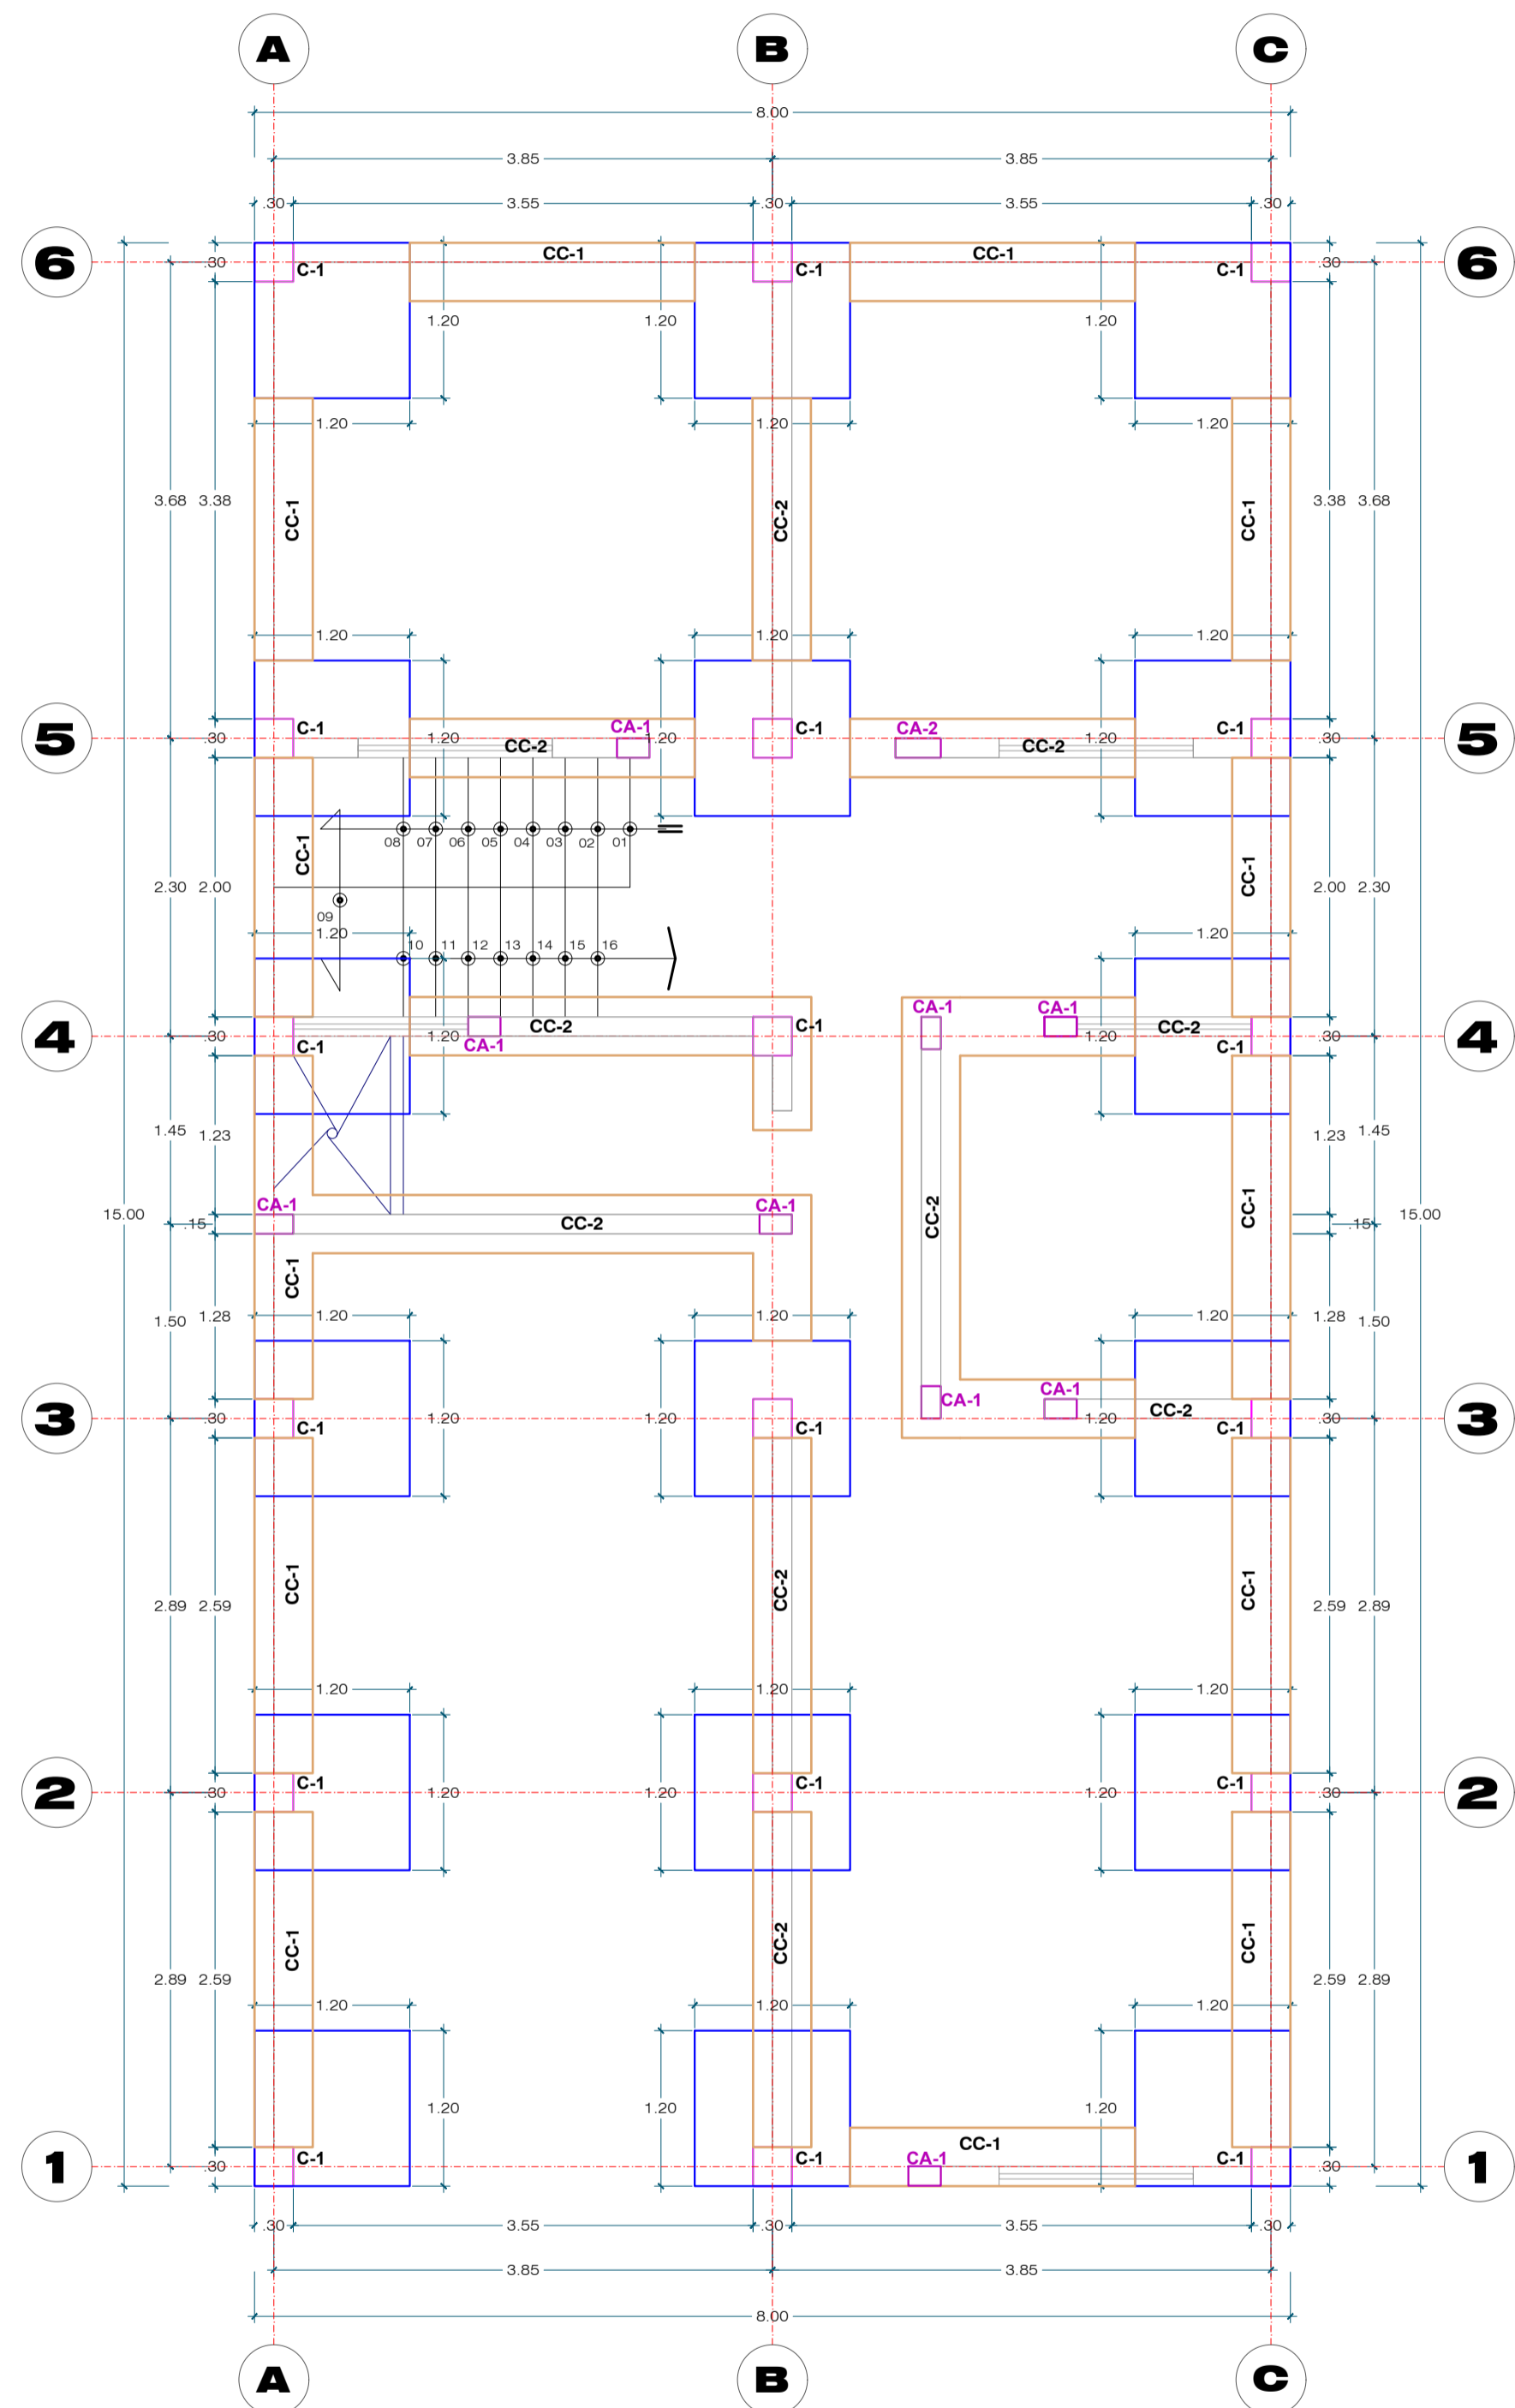 A B C
8.00
3.85 3.85
.30 3.55 .30 3.55 .30
6 CC-1 CC-1 6
.30 C-1 C-1 C-1 .30
1.20 1.20 1.20
1.20 1.20 1.20
3.68 3.38 CC-1 CC-2 CC-1 3.38 3.68
1.20 1.20 1.20
C-1 CA-1 C-1 CA-2 C-1
5 .30 1.20 1.20 1.20 .30 5
CC-2 CC-2
08 07 06 05 04 03 02 01
CC-1 CC-1
2.30 2.00 2.00 2.30
09
1.20 1.20
10 11 12 13 14 15 16
CA-1 CA-1
CC-2 C-1 CC-2
4 .30 1.20 1.20 .30 4
C-1 CA-1 C-1
1.45 1.23 1.23 1.45
CA-1 CA-1
15.00 CC-1 15.00
.15 CC-2 CC-2 .15
CC-1
1.50 1.28 1.20 1.20 1.20 1.28 1.50
CA-1
CA-1
CC-2
3 .30 1.20 1.20 1.20 .30 3
C-1 C-1 C-1
CC-1 CC-2 CC-1
2.89 2.59 2.59 2.89
1.20 1.20 1.20
C-1 C-1 C-1
2 .30 1.20 1.20 1.20 .30 2
CC-1 CC-2 CC-1
2.89 2.59 2.59 2.89
1.20 1.20 1.20
1.20 1.20 1.20
CC-1
C-1 C-1 CA-1 C-1
1 .30 .30 1
.30 3.55 .30 3.55 .30
3.85 3.85
8.00
A B C